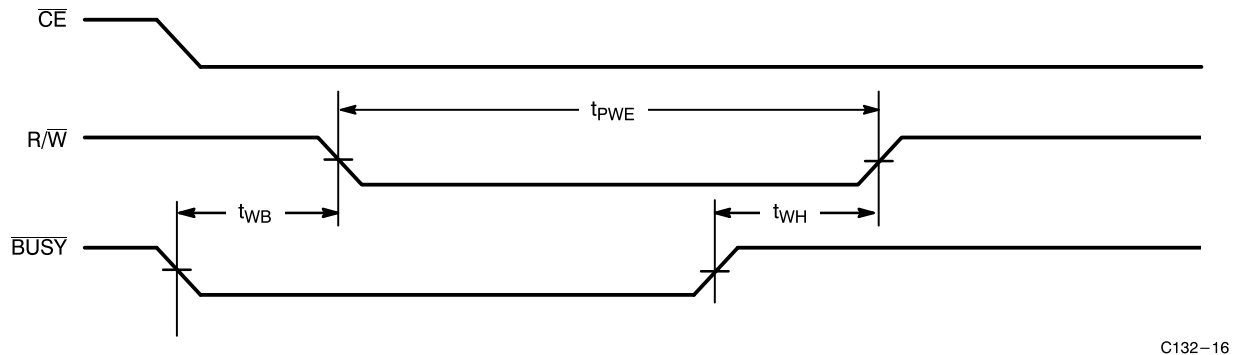 CE
tPWE
R/W
tWB
tWH
BUSY
C132-16